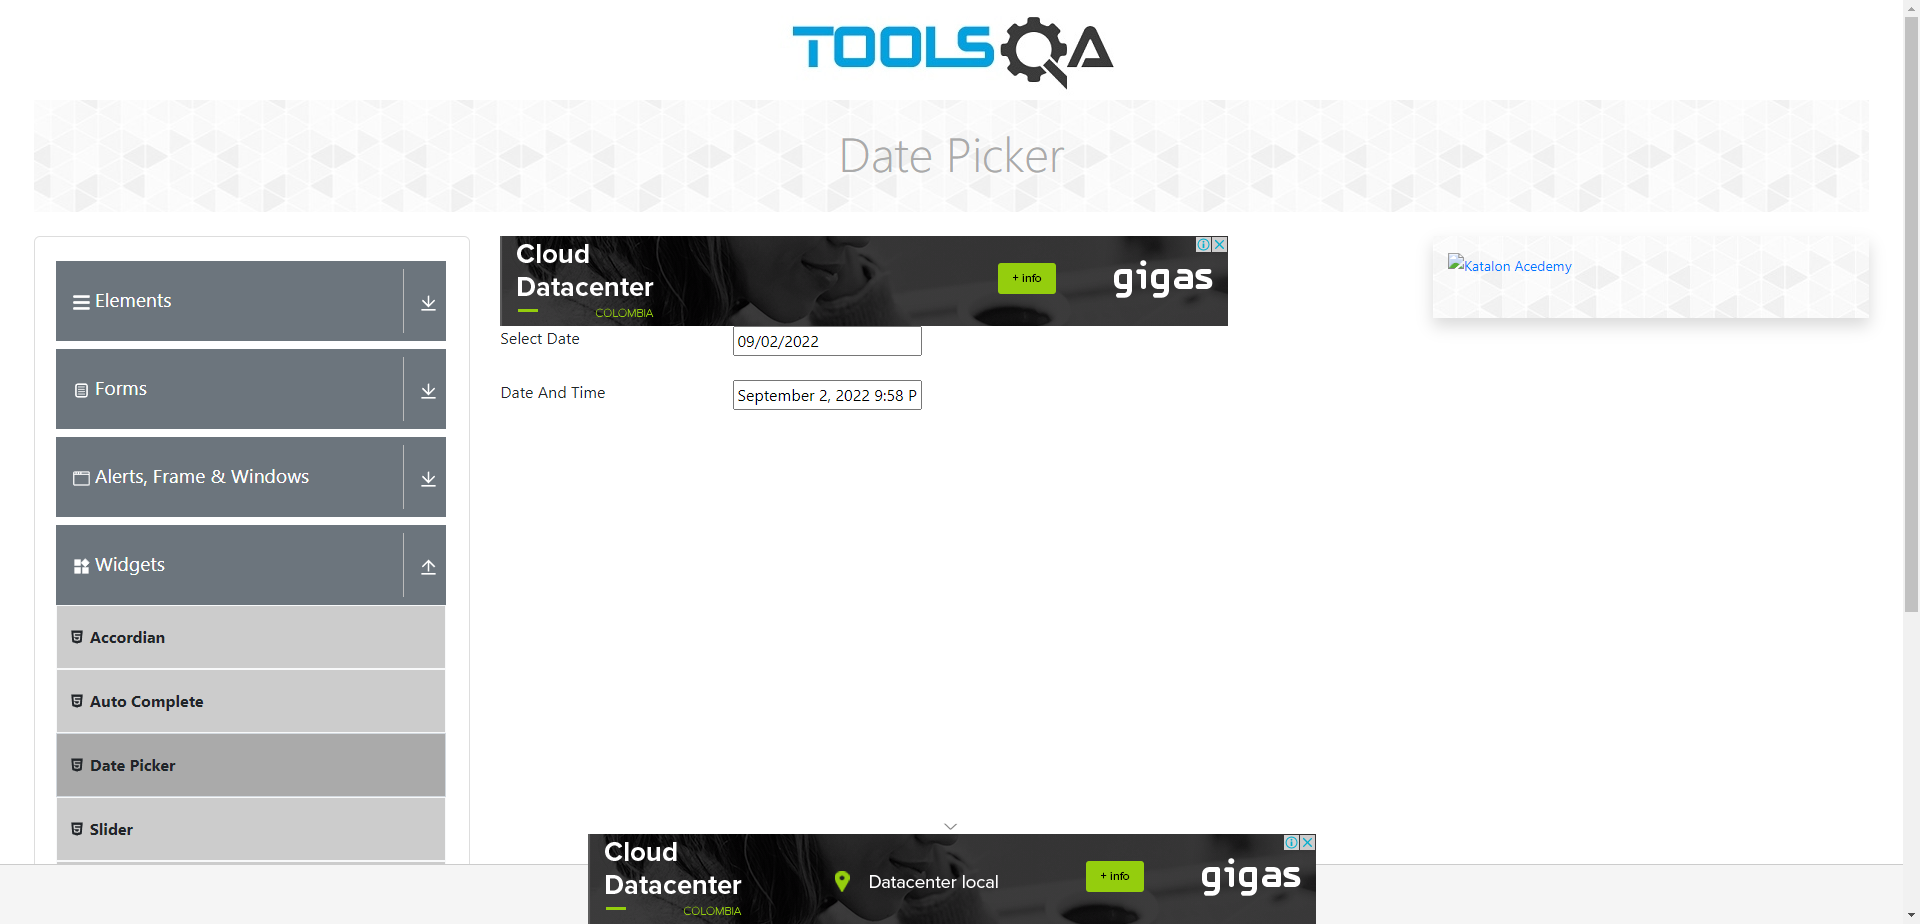 TOOLSQA
Date Picker
Elements
Forms
Alerts, Frame & Windows
Widgets
Accordian
Auto Complete
Date Picker
Slider
Cloud
Datacenter
COLOMBIA
+ info
gigas
Select Date
09/02/2022
Date And Time
September 2, 2022 9:58 P
Katalon Acedemy
Cloud
Datacenter
COLOMBIA
Datacenter local
+ info
gigas